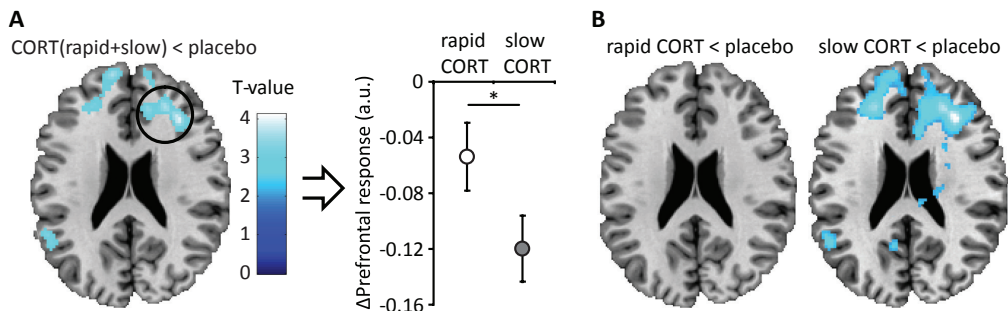 A
CORT(rapid+slow) < placebo
T-value
4
3
2
1
0
rapid CORT
slow CORT
ΔPrefrontal response (a.u.)
0
-0.04
-0.08
-0.12
-0.16
*
B
rapid CORT < placebo
slow CORT < placebo